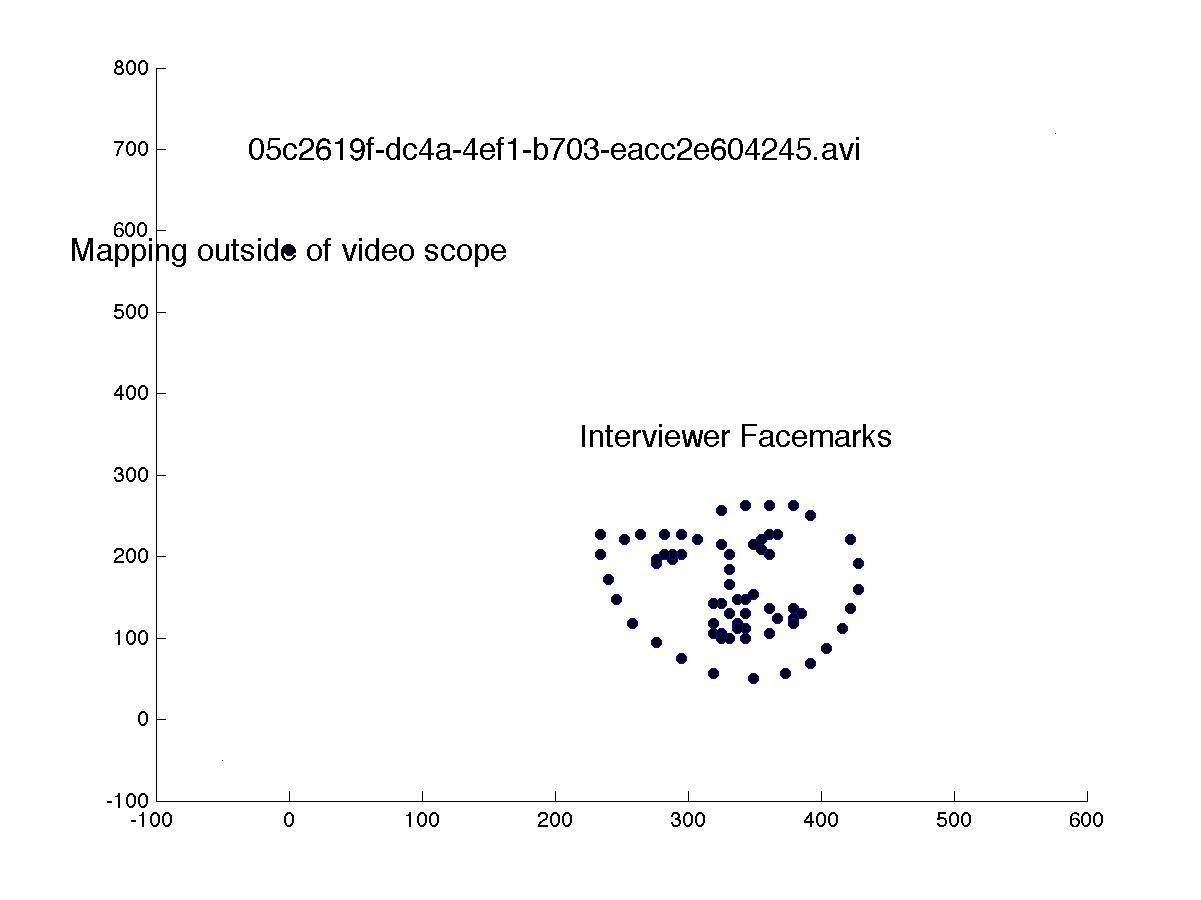 800
700
05c2619f-dc4a-4ef1-b703-eacc2e604245.avi
600
Mapping outside of video scope
500
400
Interviewer Facemarks
300
200
100
0
-100
-100 0 100 200 300 400 500 600